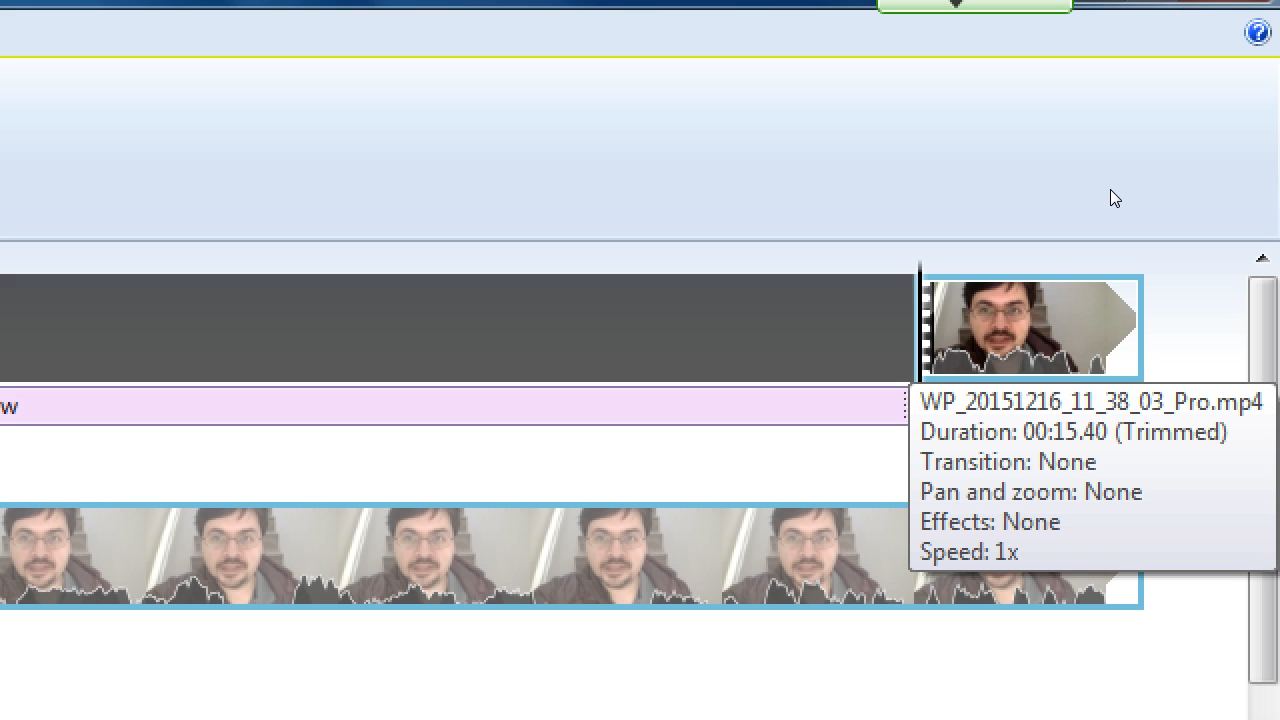 w
WP_20151216_11_38_03_Pro.mp4
Duration: 00:15.40 (Trimmed)
Transition: None
Pan and zoom: None
Effects: None
Speed: 1x